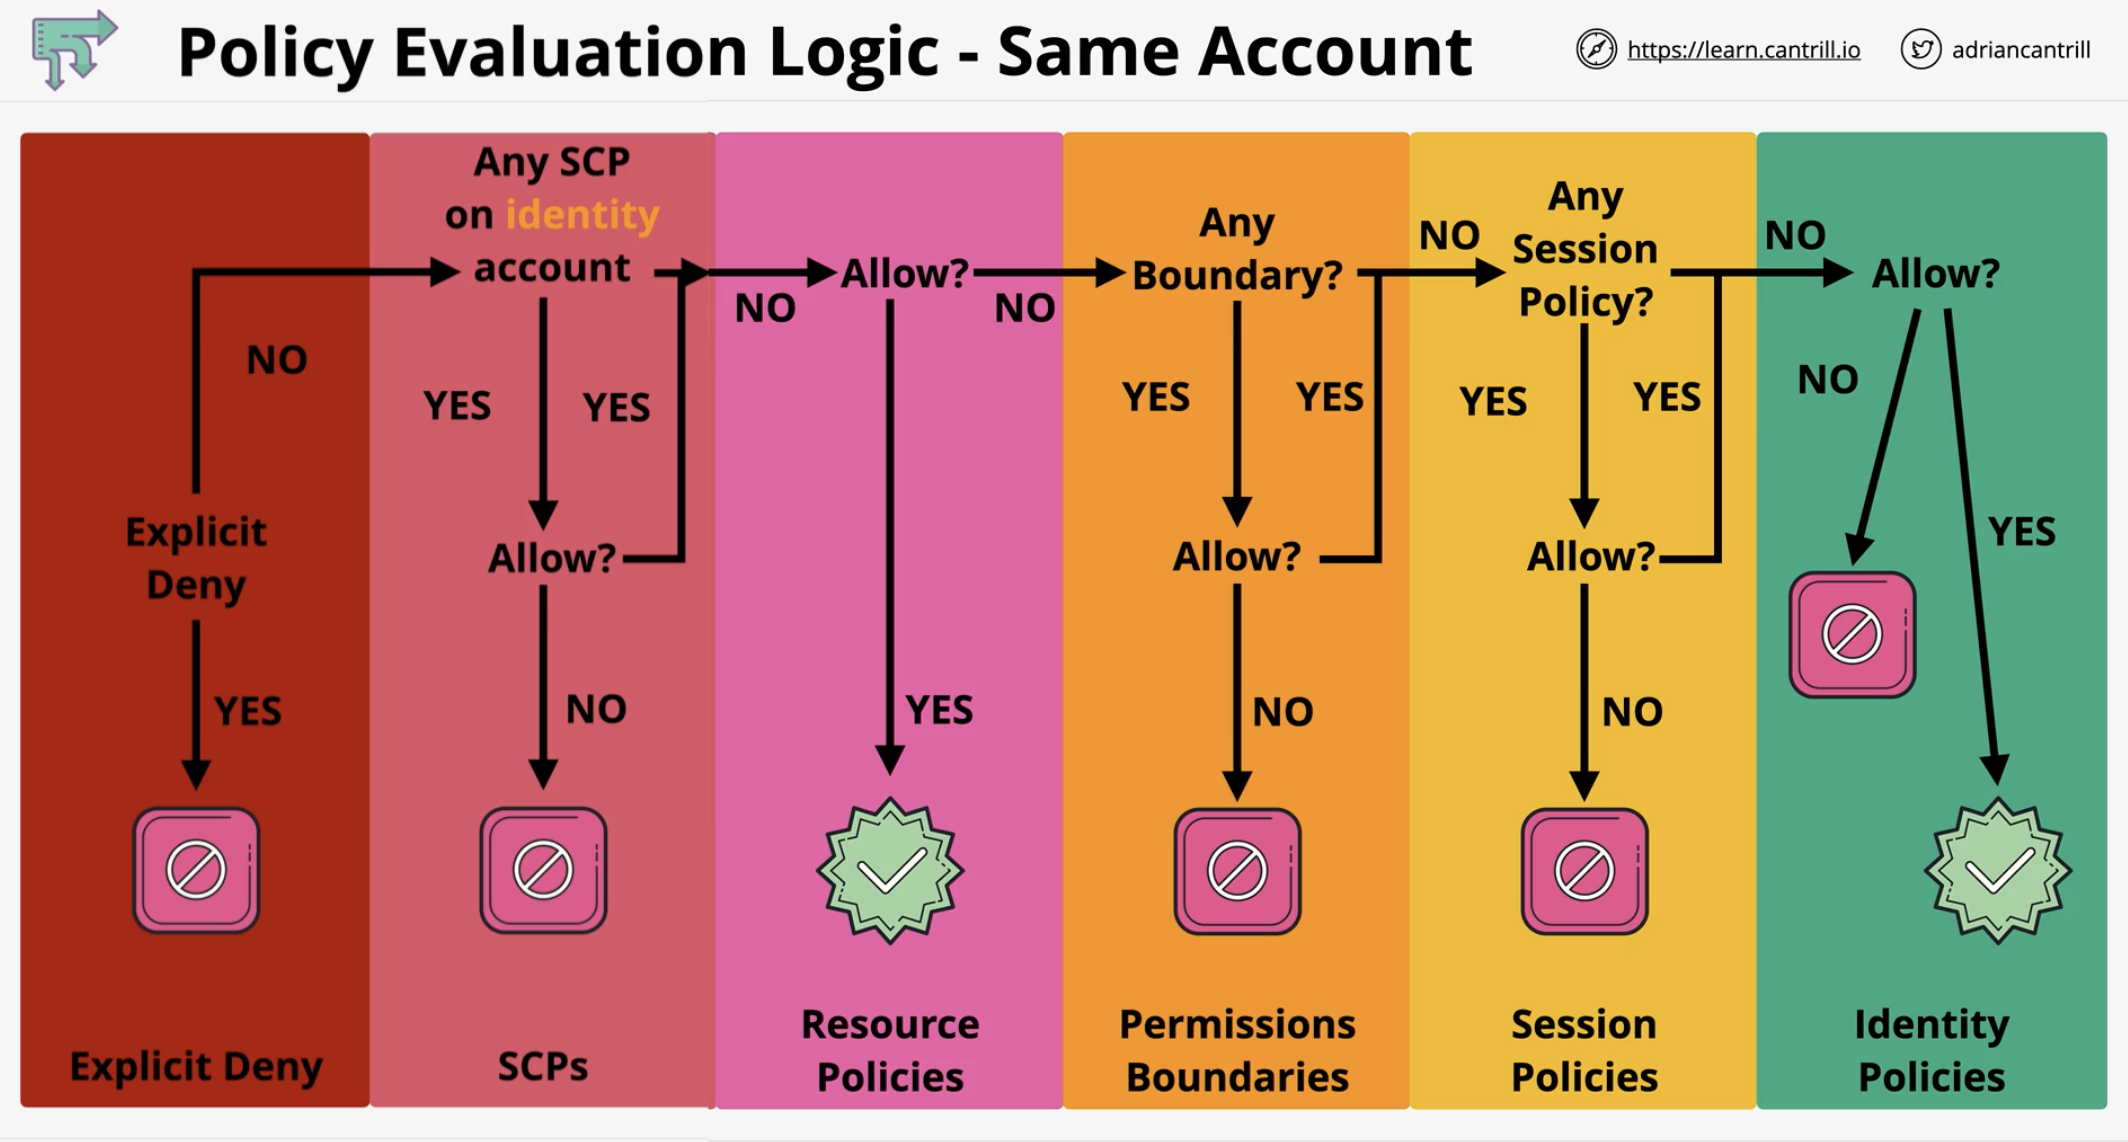 Policy Evaluation Logic - Same Account
https://learn.cantrill.io
adriancantrill
NO
Explicit
Deny
YES
Explicit Deny
Any SCP
on identity
account
YES
YES
Allow?
NO
SCPs
NO
Allow?
NO
YES
Resource
Policies
Any
Boundary?
YES
YES
Allow?
NO
Permissions
Boundaries
NO
Any
Session
Policy?
YES
YES
Allow?
NO
Session
Policies
NO
Allow?
NO
YES
Identity
Policies